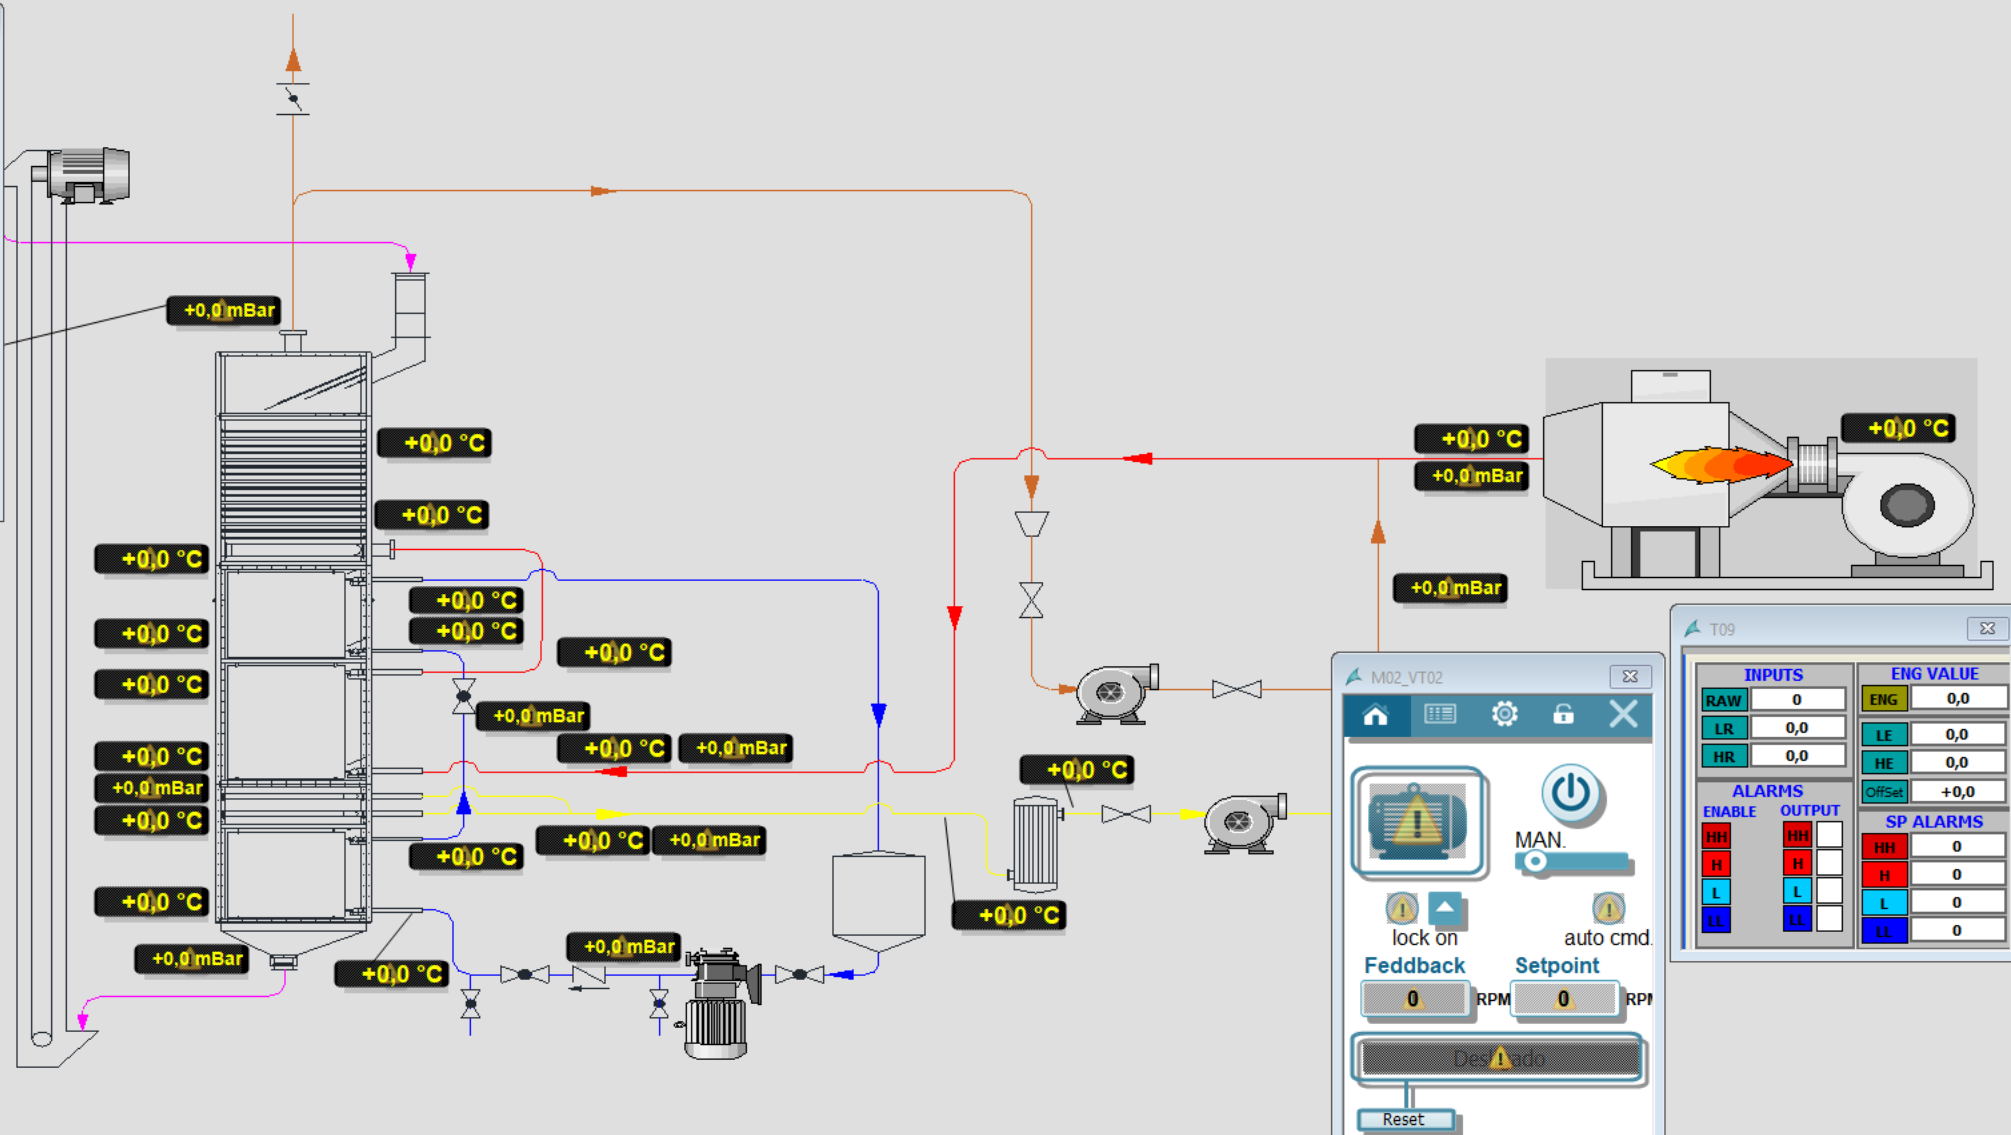 +0,0 mBar
+0,0 °C
+0,0 °C
+0,0 mBar
+0,0 °C
+0,0 °C
+0,0 °C
+0,0 °C
+0,0 °C
+0,0 mBar
+0,0 °C
+0,0 °C
+0,0 °C
+0,0 °C
+0,0 °C
+0,0 mBar
+0,0 °C
+0,0 mBar
+0,0 °C
+0,0 °C
+0,0 mBar
+0,0 °C
+0,0 °C
+0,0 mBar
+0,0 °C
+0,0 °C
+0,0 mBar
+0,0 °C
+0,0 °C
+0,0 mBar
+0,0 °C
M02_VT02
MAN.
lock on
auto cmd.
Feddback
Setpoint
0 RPM
0
Reset
T09
INPUTS
RAW 0
LR 0,0
HR 0,0
ALARMS
ENABLE OUTPUT
HH HH
H H
L L
LL LL
ENG VALUE
ENG 0,0
LE 0,0
HE 0,0
OffSet +0,0
SP ALARMS
HH 0
H 0
L 0
LL 0